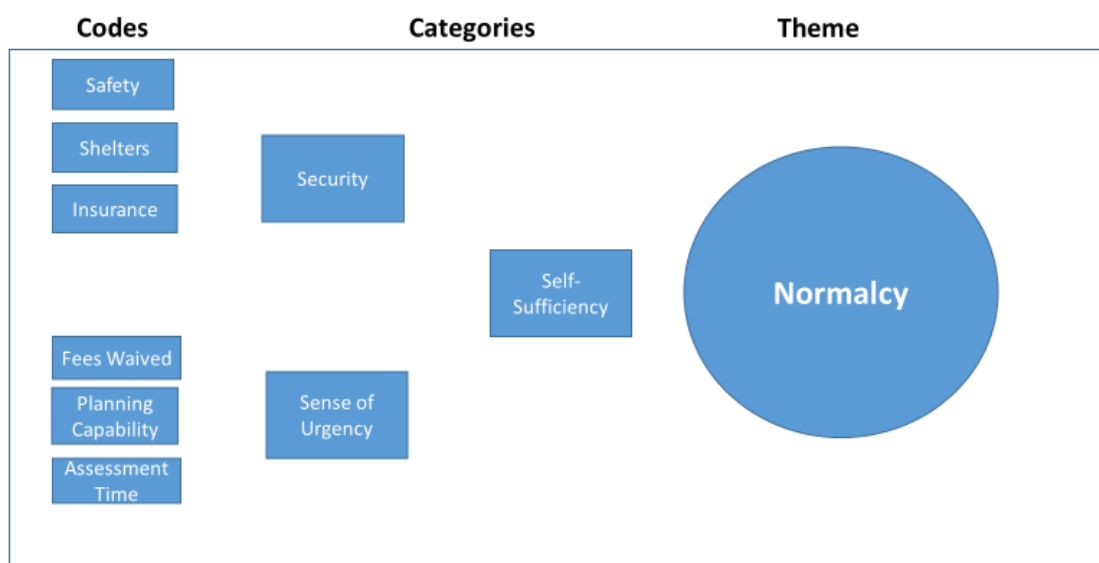 Codes
Categories
Theme
Safety
Shelters
Insurance
Security
Self-
Sufficiency
Normalcy
Fees Waived
Planning
Capability
Assessment
Time
Sense of
Urgency